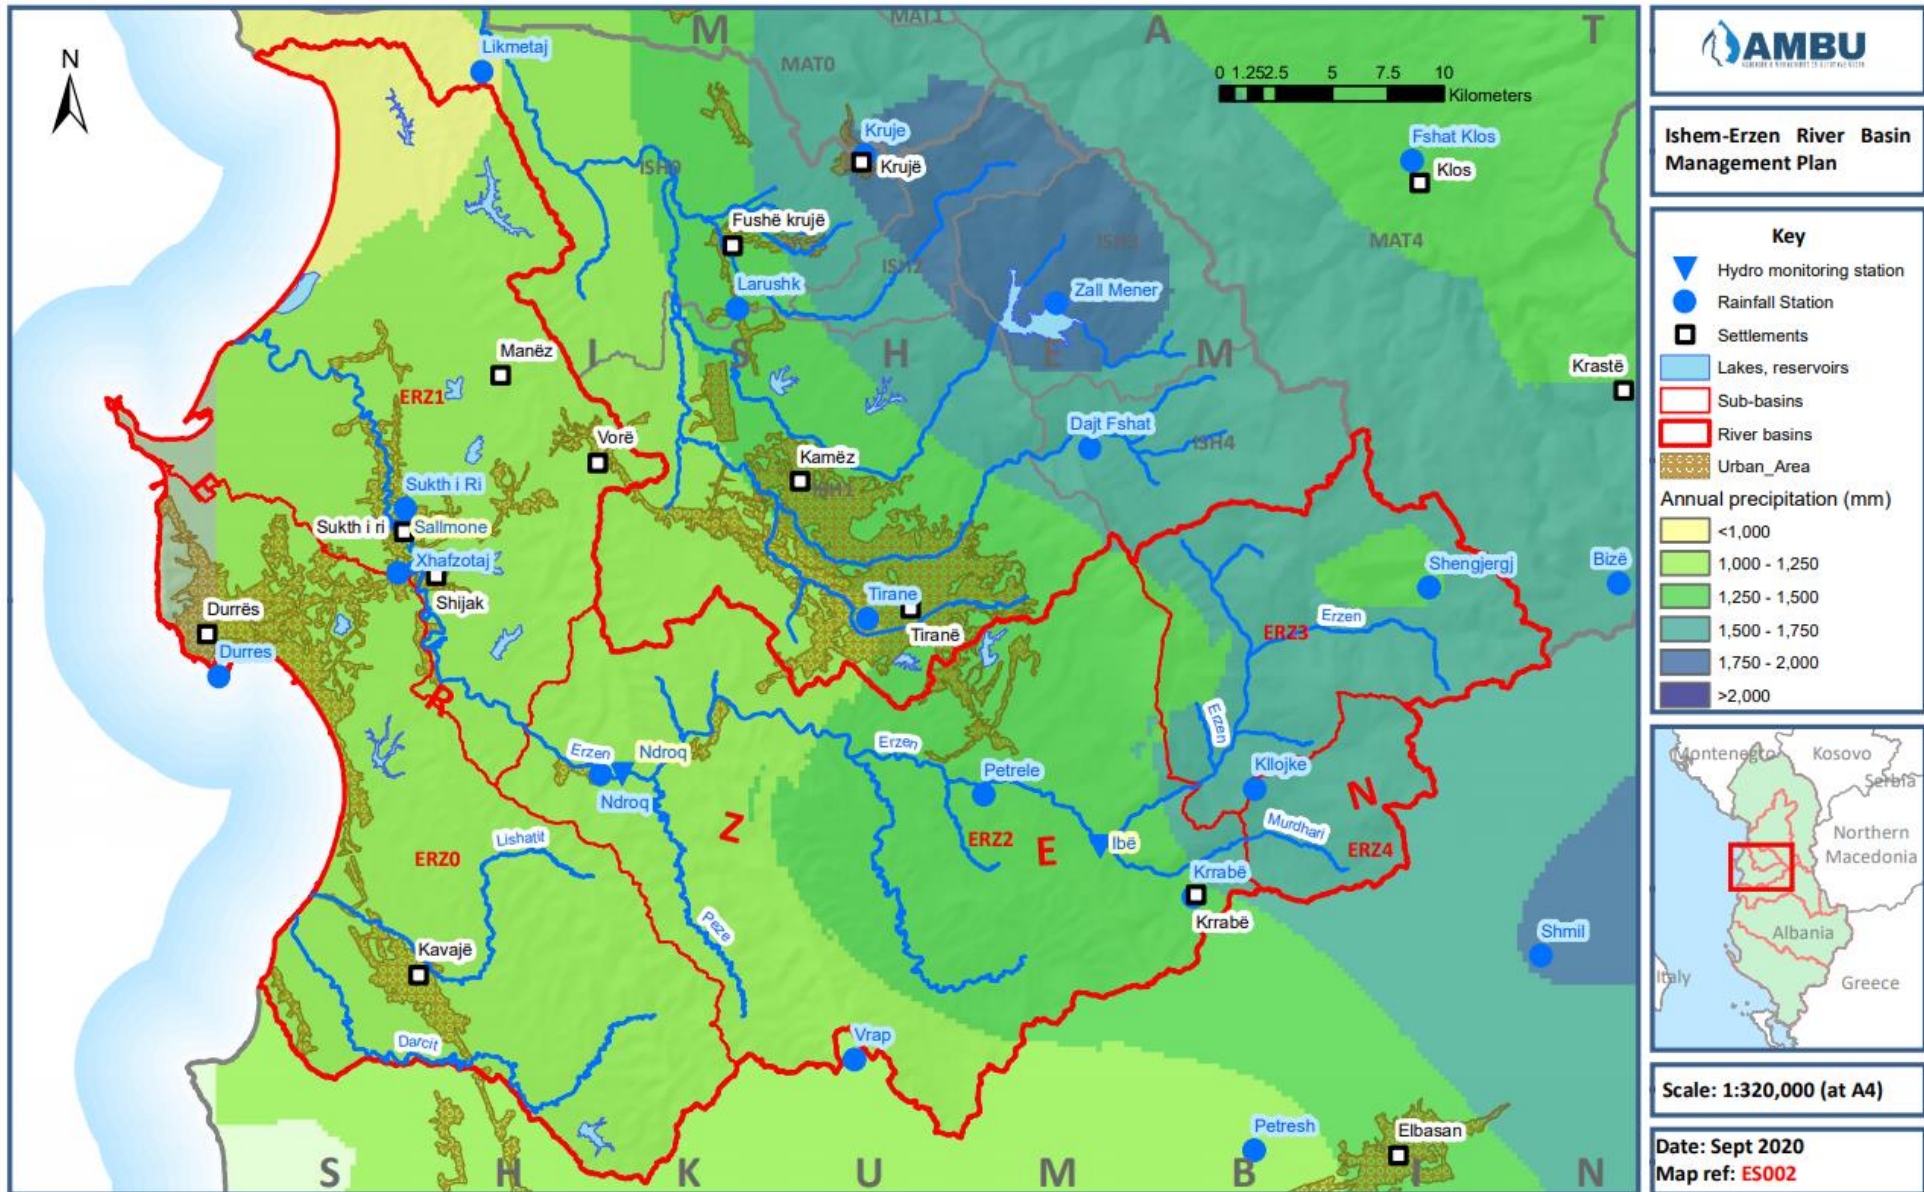 N
Likmetaj
M
MAT1
A
T
MAT0
0 1.252.5 5 7.5 10
Kilometers
Kruje
Krujë
Fshat Klos
Klos
ISH0
Fushë krujë
ISH2
ISH3
MAT4
Larushk
Zall Mener
I S H E M
Manëz
Krastë
ERZ1
Vorë
Kamëz
ISH1
Dajt Fshat
ISH4
E
Sukth i Ri
Sukth i ri
Sallmone
Xhafzotaj
Shijak
Durrës
Durres
Tirane
Tiranë
Shengjergj
Bizë
Erzen
ERZ3
R
Erzen
Erzen
Erzen
Ndroq
Ndroq
Petrele
Kllojke
N
Z
ERZ2
E
Ibë
Murdhari
ERZ4
Lishatit
ERZ0
Krrabë
Krrabë
Peze
Kavajë
Shmil
Darcit
Vrap
Petresh
Elbasan
S H K U M B I N
AMBU
Ishem-Erzen River Basin
Management Plan
Key
Hydro monitoring station
Rainfall Station
Settlements
Lakes, reservoirs
Sub-basins
River basins
Urban_Area
Annual precipitation (mm)
<1,000
1,000 - 1,250
1,250 - 1,500
1,500 - 1,750
1,750 - 2,000
>2,000
Montenegro
Kosovo
Serbia
Northern
Macedonia
Albania
Italy
Greece
Scale: 1:320,000 (at A4)
Date: Sept 2020
Map ref: ES002